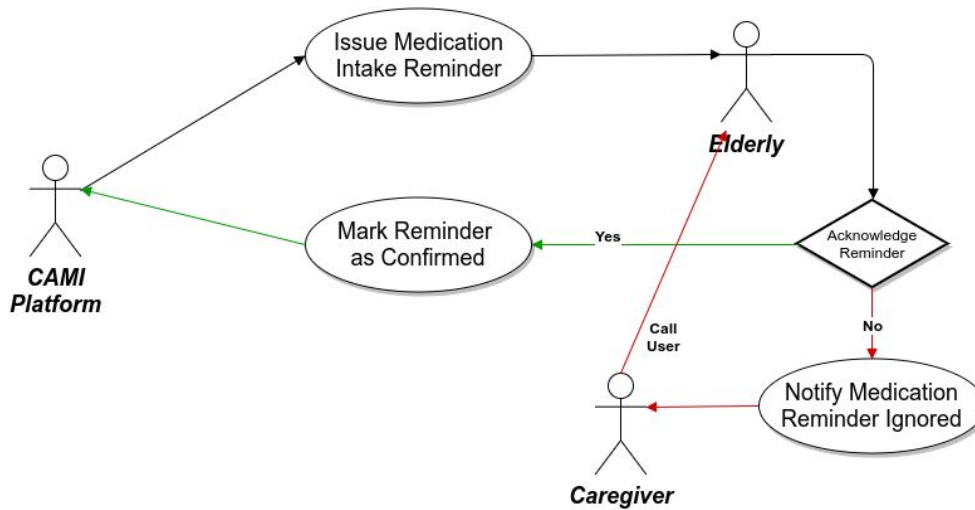 Issue Medication
Intake Reminder
Elderly
CAMI
Platform
Mark Reminder
as Confirmed
Yes
Acknowledge
Reminder
No
Call
User
Notify Medication
Reminder Ignored
Caregiver